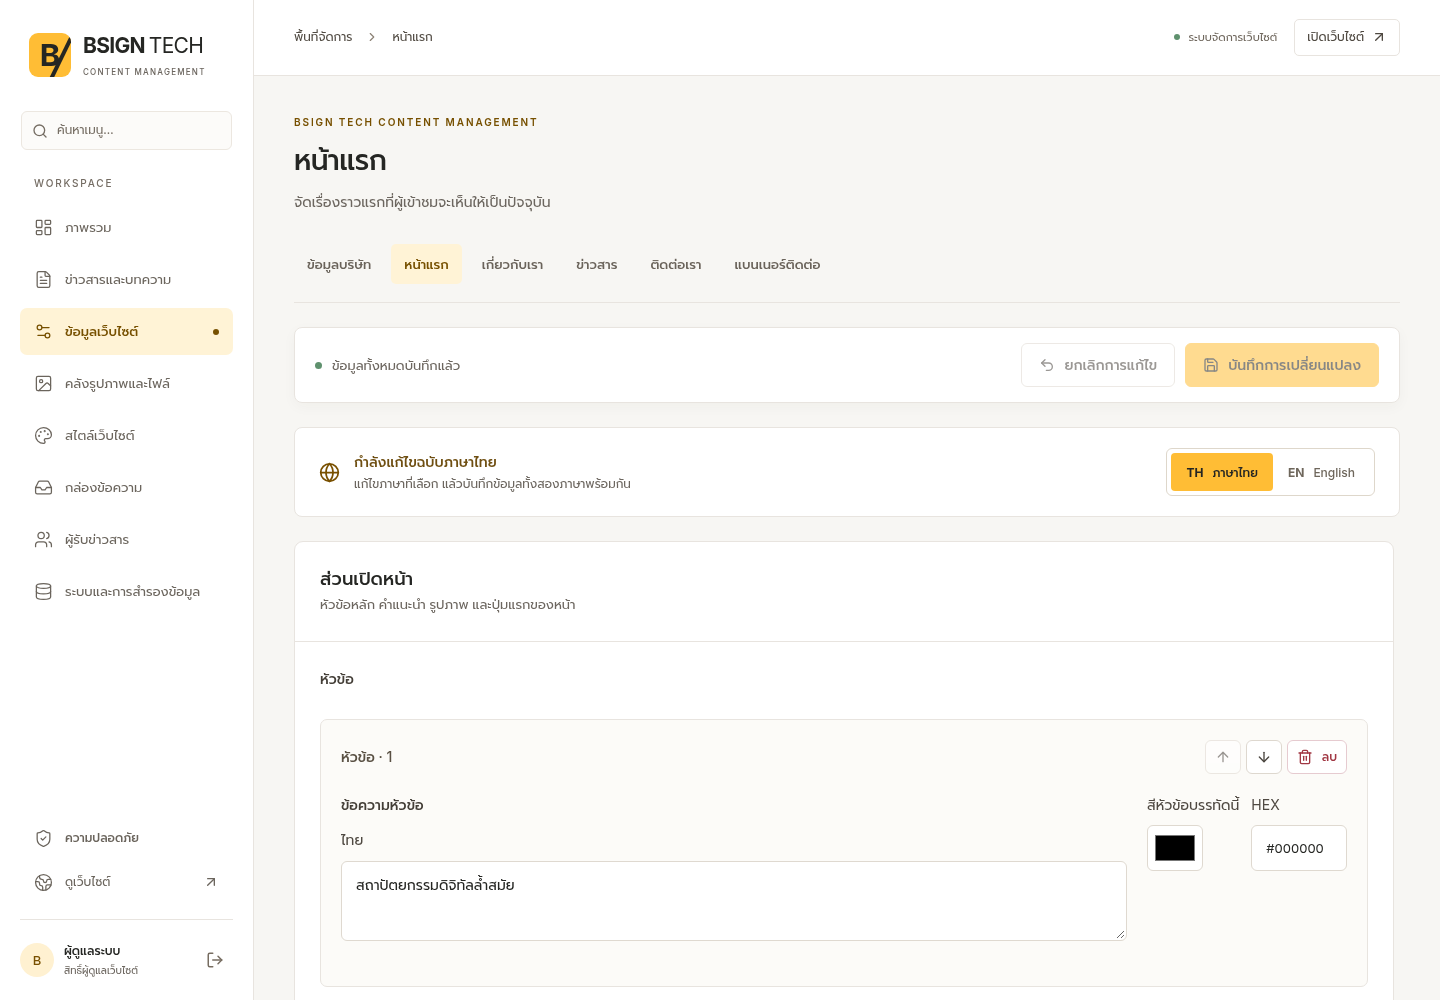 BSIGN TECH
CONTENT MANAGEMENT
ค้นหาเมนู...
WORKSPACE
ภาพรวม
ข่าวสารและบทความ
ข้อมูลเว็บไซต์
คลังรูปภาพและไฟล์
สไตล์เว็บไซต์
กล่องข้อความ
ผู้รับข่าวสาร
ระบบและการสำรองข้อมูล
ความปลอดภัย
ดูเว็บไซต์
B
ผู้ดูแลระบบ
สิทธิ์ผู้ดูแลเว็บไซต์
พื้นที่จัดการ
หน้าแรก
ระบบจัดการเว็บไซต์
เปิดเว็บไซต์
BSIGN TECH CONTENT MANAGEMENT
หน้าแรก
จัดเรื่องราวแรกที่ผู้เข้าชมจะเห็นให้เป็นปัจจุบัน
ข้อมูลบริษัท
หน้าแรก
เกี่ยวกับเรา
ข่าวสาร
ติดต่อเรา
แบนเนอร์ติดต่อ
ข้อมูลทั้งหมดบันทึกแล้ว
ยกเลิกการแก้ไข
บันทึกการเปลี่ยนแปลง
กำลังแก้ไขฉบับภาษาไทย
แก้ไขภาษาที่เลือก แล้วบันทึกข้อมูลทั้งสองภาษาพร้อมกัน
TH ภาษาไทย
EN English
ส่วนเปิดหน้า
หัวข้อหลัก คำแนะนำ รูปภาพ และปุ่มแรกของหน้า
หัวข้อ
หัวข้อ · 1
ลบ
ข้อความหัวข้อ
สีหัวข้อบรรทัดนี้
HEX
ไทย
#000000
สถาปัตยกรรมดิจิทัลล้ำสมัย